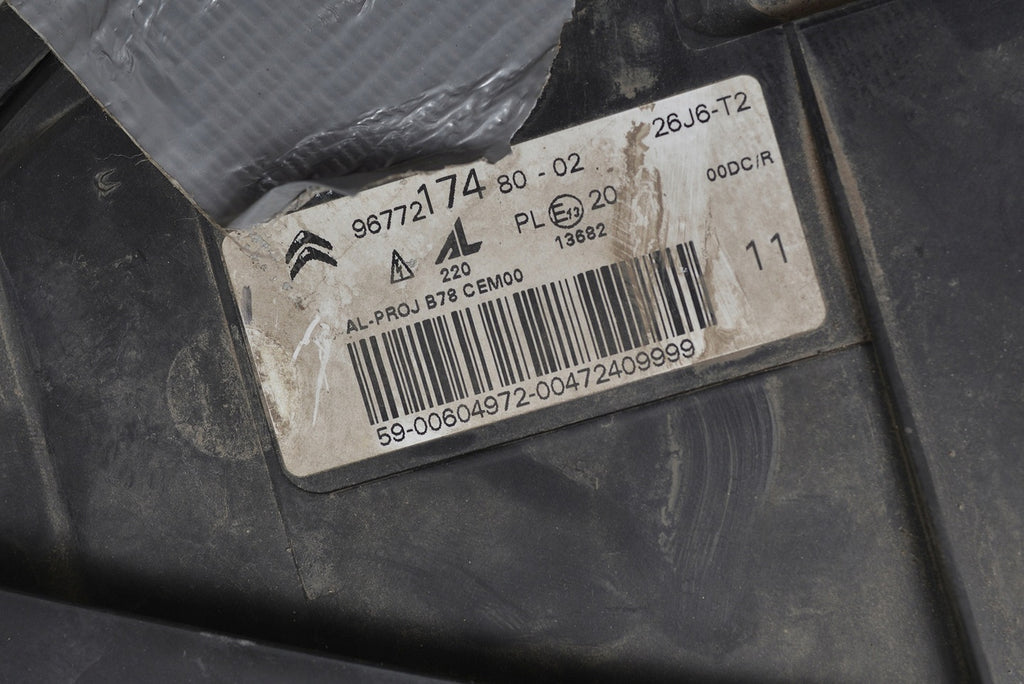 26J6-T2
96772174 80 - 02
00DC/R
PL E13 20
13682
AL
220
11
AL-PROJ B78 CEM00
59-00604972-00472409999